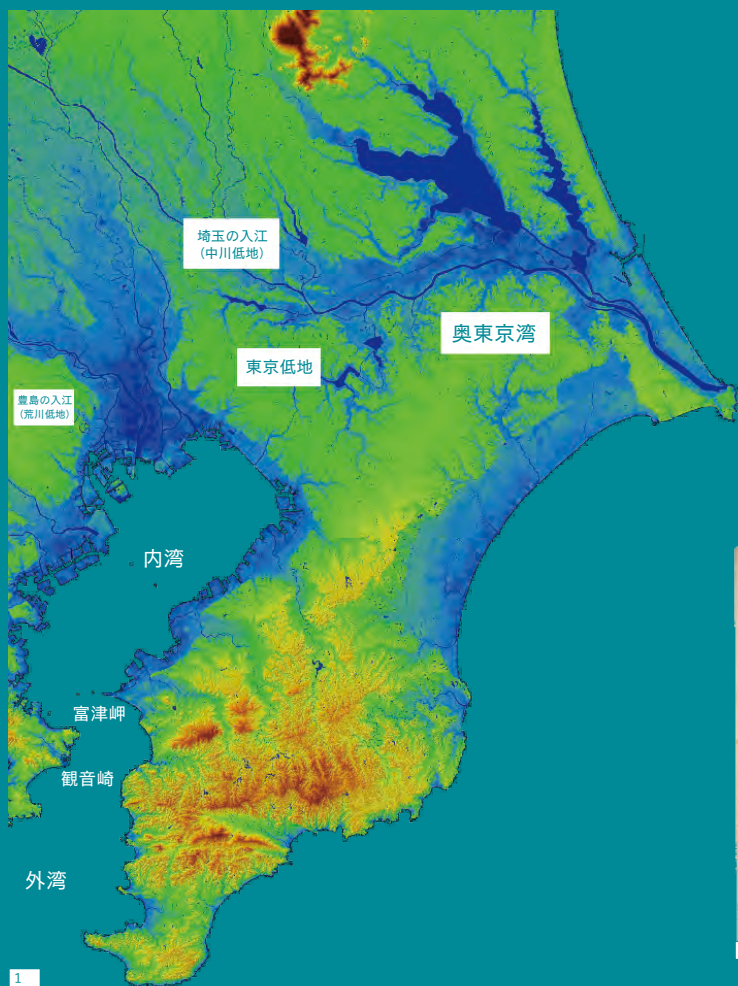 埼玉の入江
（中川低地）
奥東京湾
東京低地
豊島の入江
（荒川低地）
内湾
富津岬
観音崎
外湾
1